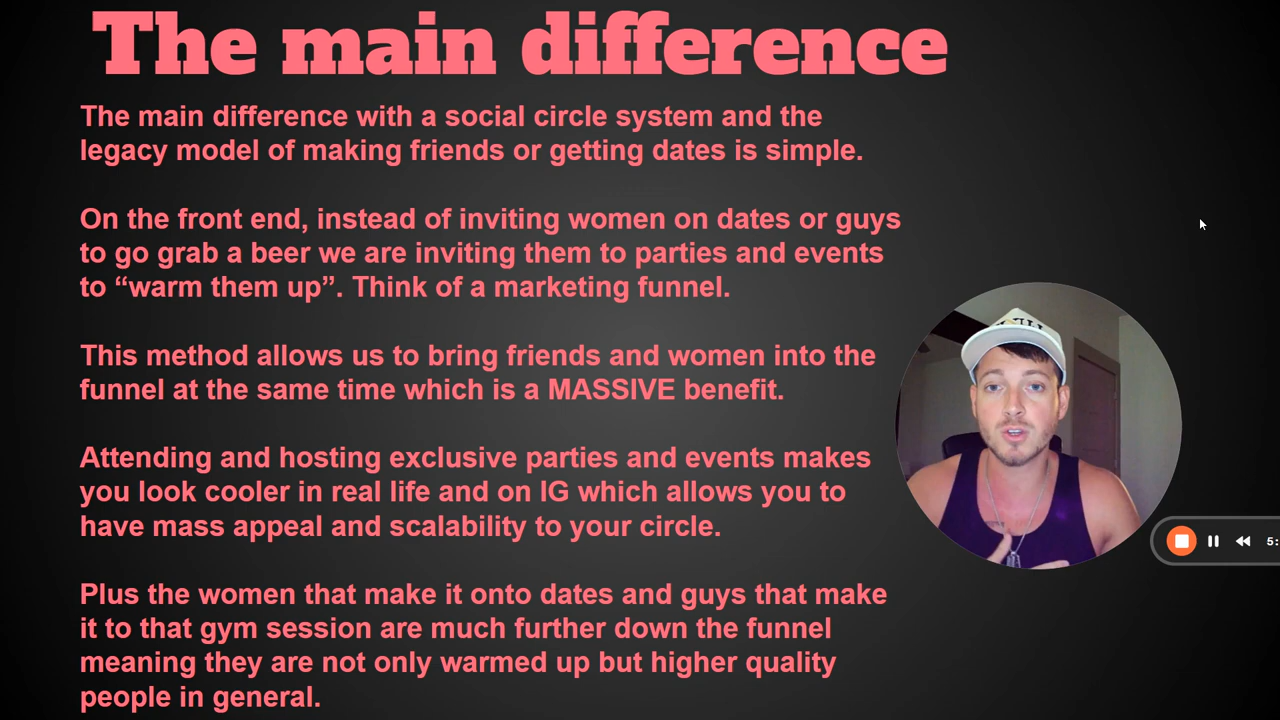 The main difference
The main difference with a social circle system and the
legacy model of making friends or getting dates is simple.
On the front end, instead of inviting women on dates or guys
to go grab a beer we are inviting them to parties and events
to “warm them up”. Think of a marketing funnel.
This method allows us to bring friends and women into the
funnel at the same time which is a MASSIVE benefit.
Attending and hosting exclusive parties and events makes
you look cooler in real life and on IG which allows you to
have mass appeal and scalability to your circle.
Plus the women that make it onto dates and guys that make
it to that gym session are much further down the funnel
meaning they are not only warmed up but higher quality
people in general.
5: